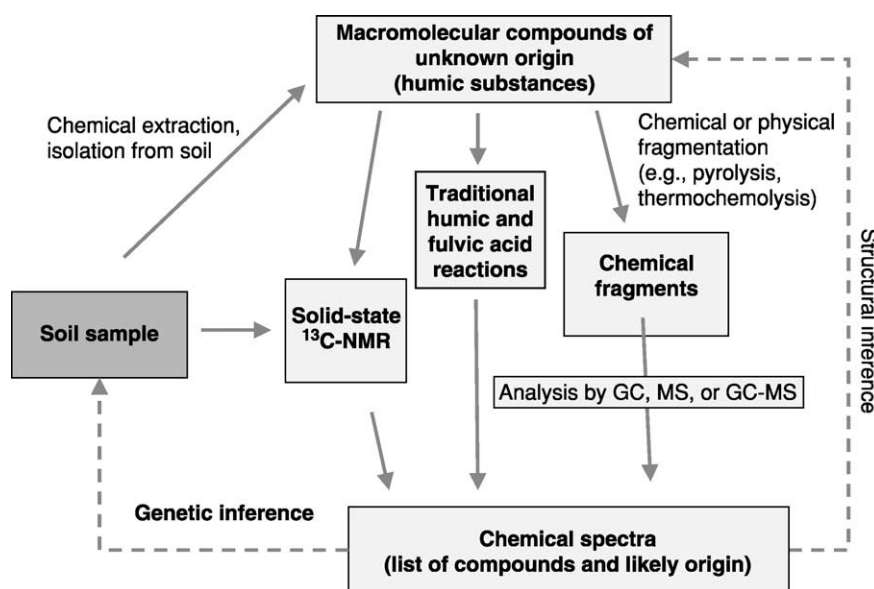 Macromolecular compounds of
unknown origin
(humic substances)
Chemical extraction,
isolation from soil
Chemical or physical
fragmentation
(e.g., pyrolysis,
thermochemolysis)
Traditional
humic and
fulvic acid
reactions
Chemical
fragments
Structural inference
Soil sample
Solid-state
¹³C-NMR
Analysis by GC, MS, or GC-MS
Genetic inference
Chemical spectra
(list of compounds and likely origin)